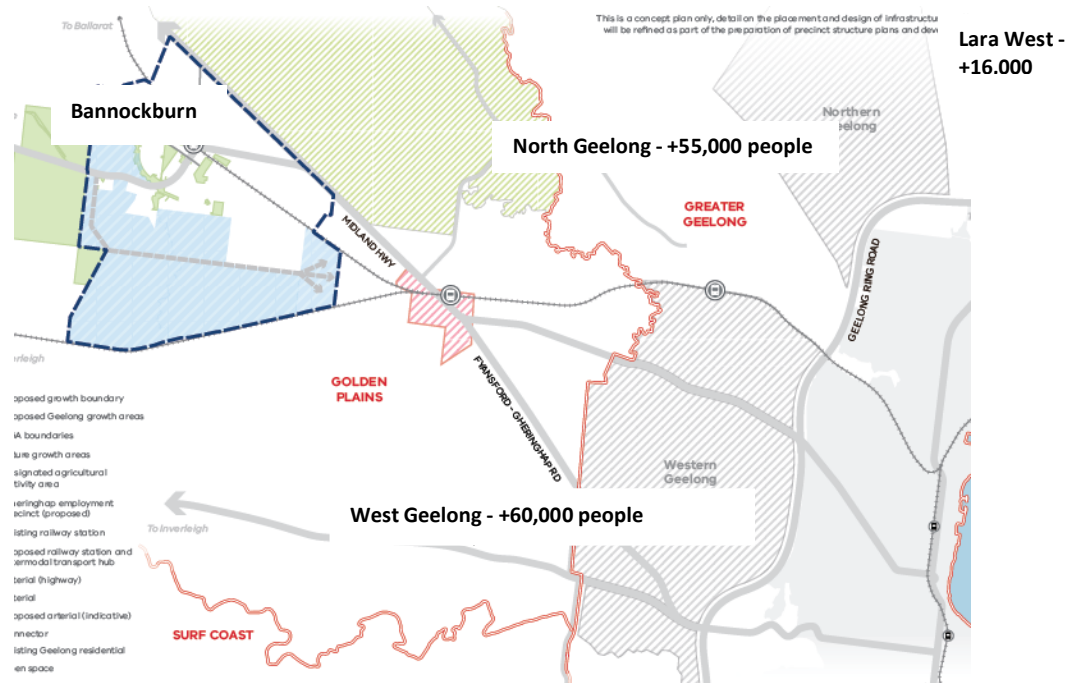 This is a concept plan only, detail on the placement and design of infrastructu
will be refined as part of the preparation of precinct structure plans and deve
To Ballarat
Lara West -
+16.000
Bannockburn
Northern
eelong
North Geelong - +55,000 people
GREATER
GEELONG
MIDLAND HWY
GEELONG RING ROAD
erleigh
GOLDEN
PLAINS
FYANSFORD - GHERINGHAP RD
Western
Geelong
West Geelong - +60,000 people
To Inverleigh
SURF COAST
oposed growth boundary
oposed Geelong growth areas
A boundaries
ture growth areas
signated agricultural
tivity area
eringhap employment
ecinct (proposed)
isting railway station
oposed railway station and
ermodal transport hub
terial (highway)
terial
oposed arterial (indicative)
nnector
isting Geelong residential
en space